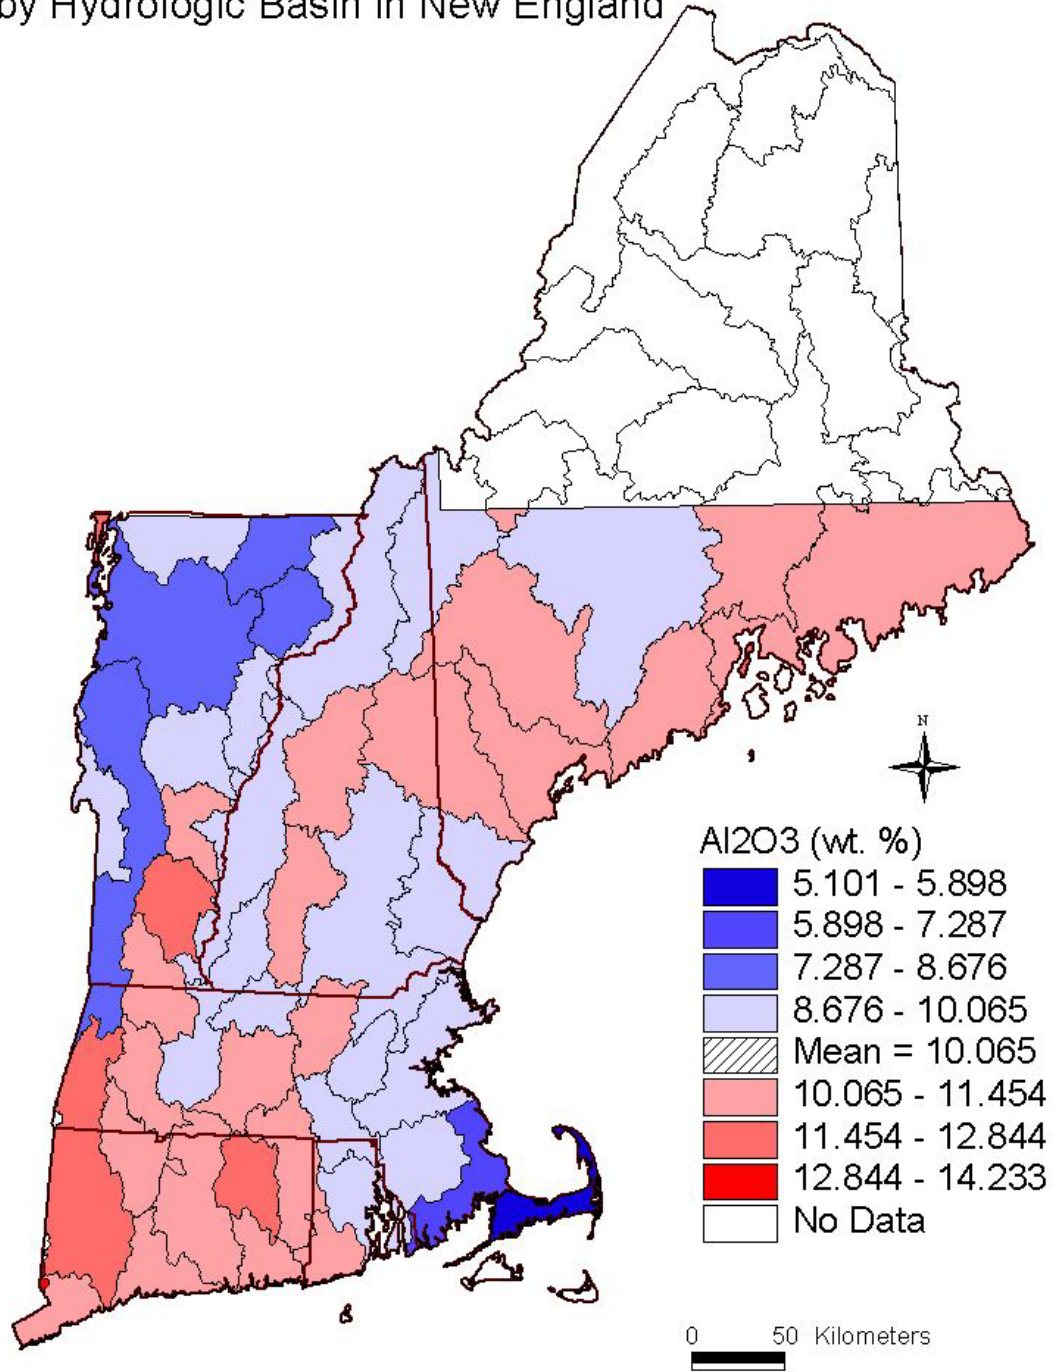 by Hydrologic Basin in New England
N
Al2O3 (wt. %)
5.101 - 5.898
5.898 - 7.287
7.287 - 8.676
8.676 - 10.065
Mean = 10.065
10.065 - 11.454
11.454 - 12.844
12.844 - 14.233
No Data
0 50 Kilometers